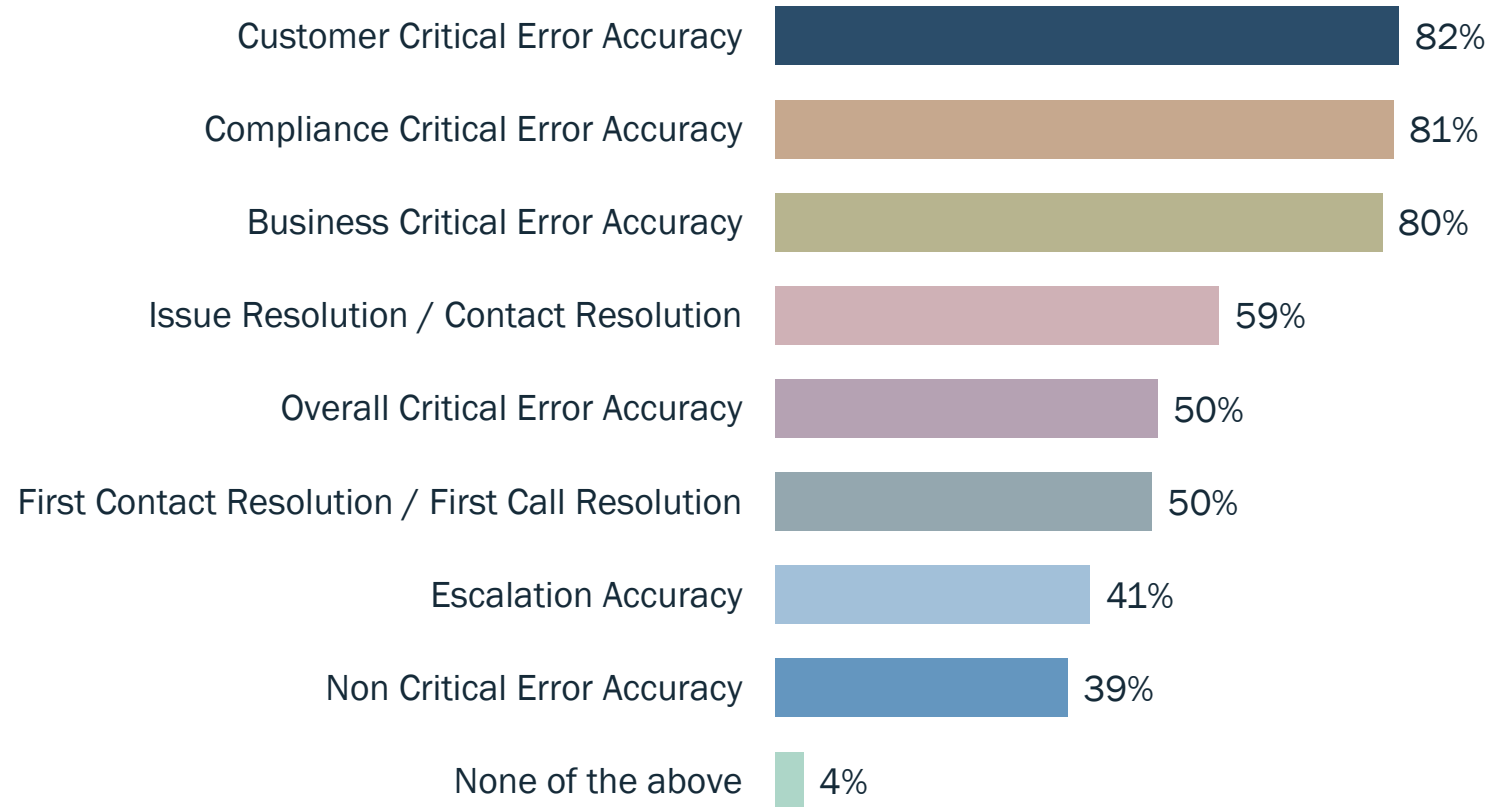 Customer Critical Error Accuracy 82%
Compliance Critical Error Accuracy 81%
Business Critical Error Accuracy 80%
Issue Resolution / Contact Resolution 59%
Overall Critical Error Accuracy 50%
First Contact Resolution / First Call Resolution 50%
Escalation Accuracy 41%
Non Critical Error Accuracy 39%
None of the above 4%